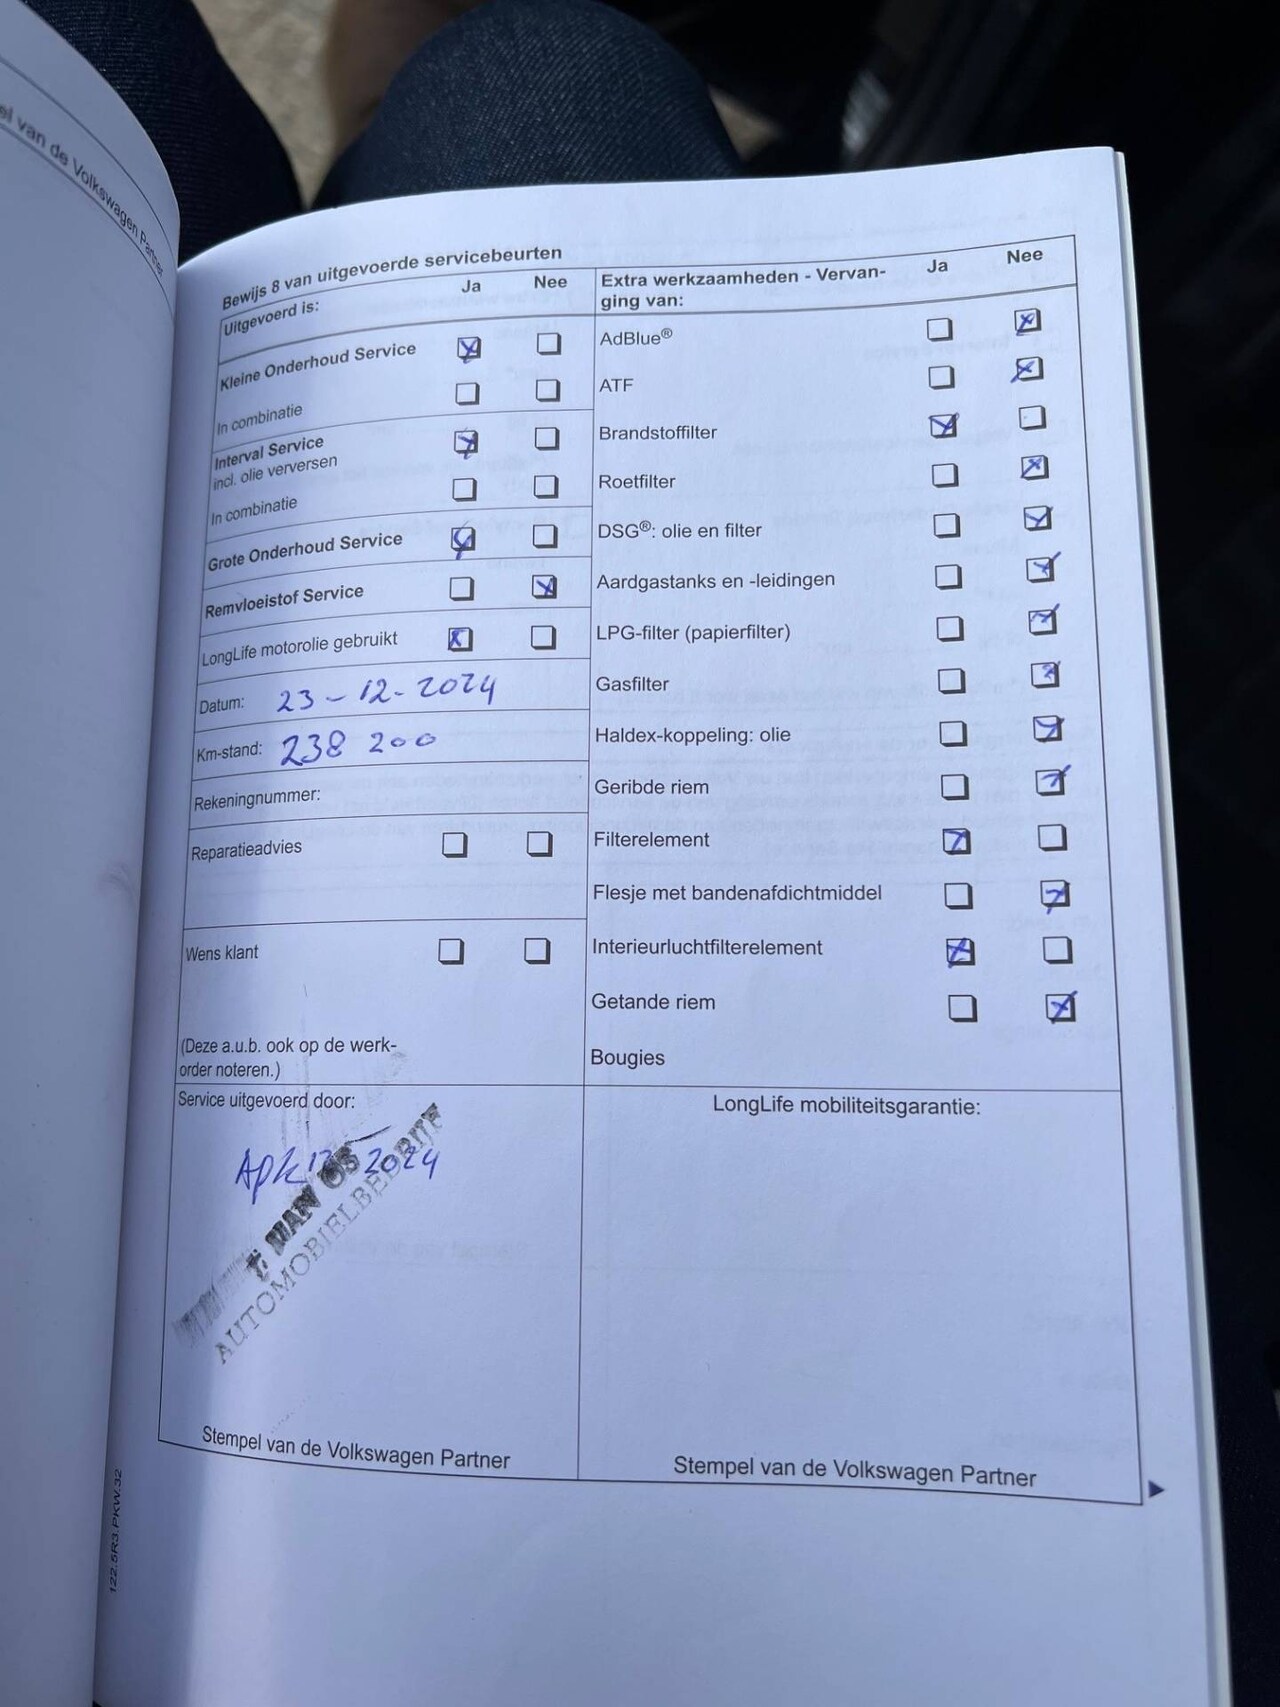 el van de Volkswagen Partner
Bewijs 8 van uitgevoerde servicebeurten
Uitgevoerd is:
Ja Nee
Kleine Onderhoud Service
In combinatie
Interval Service
incl. olie verversen
In combinatie
Grote Onderhoud Service
Remvloeistof Service
LongLife motorolie gebruikt
Datum: 23-12-2024
Km-stand: 238 200
Rekeningnummer:
Reparatieadvies
Wens klant
(Deze a.u.b. ook op de werk-
order noteren.)
Extra werkzaamheden - Vervan-
ging van:
Ja Nee
AdBlue®
ATF
Brandstoffilter
Roetfilter
DSG®: olie en filter
Aardgastanks en -leidingen
LPG-filter (papierfilter)
Gasfilter
Haldex-koppeling: olie
Geribde riem
Filterelement
Flesje met bandenafdichtmiddel
Interieurluchtfilterelement
Getande riem
Bougies
Service uitgevoerd door:
Apk 12 2024
AUTOMOBIELBEDRIJF
Stempel van de Volkswagen Partner
LongLife mobiliteitsgarantie:
Stempel van de Volkswagen Partner
122.5R3.PKW.32